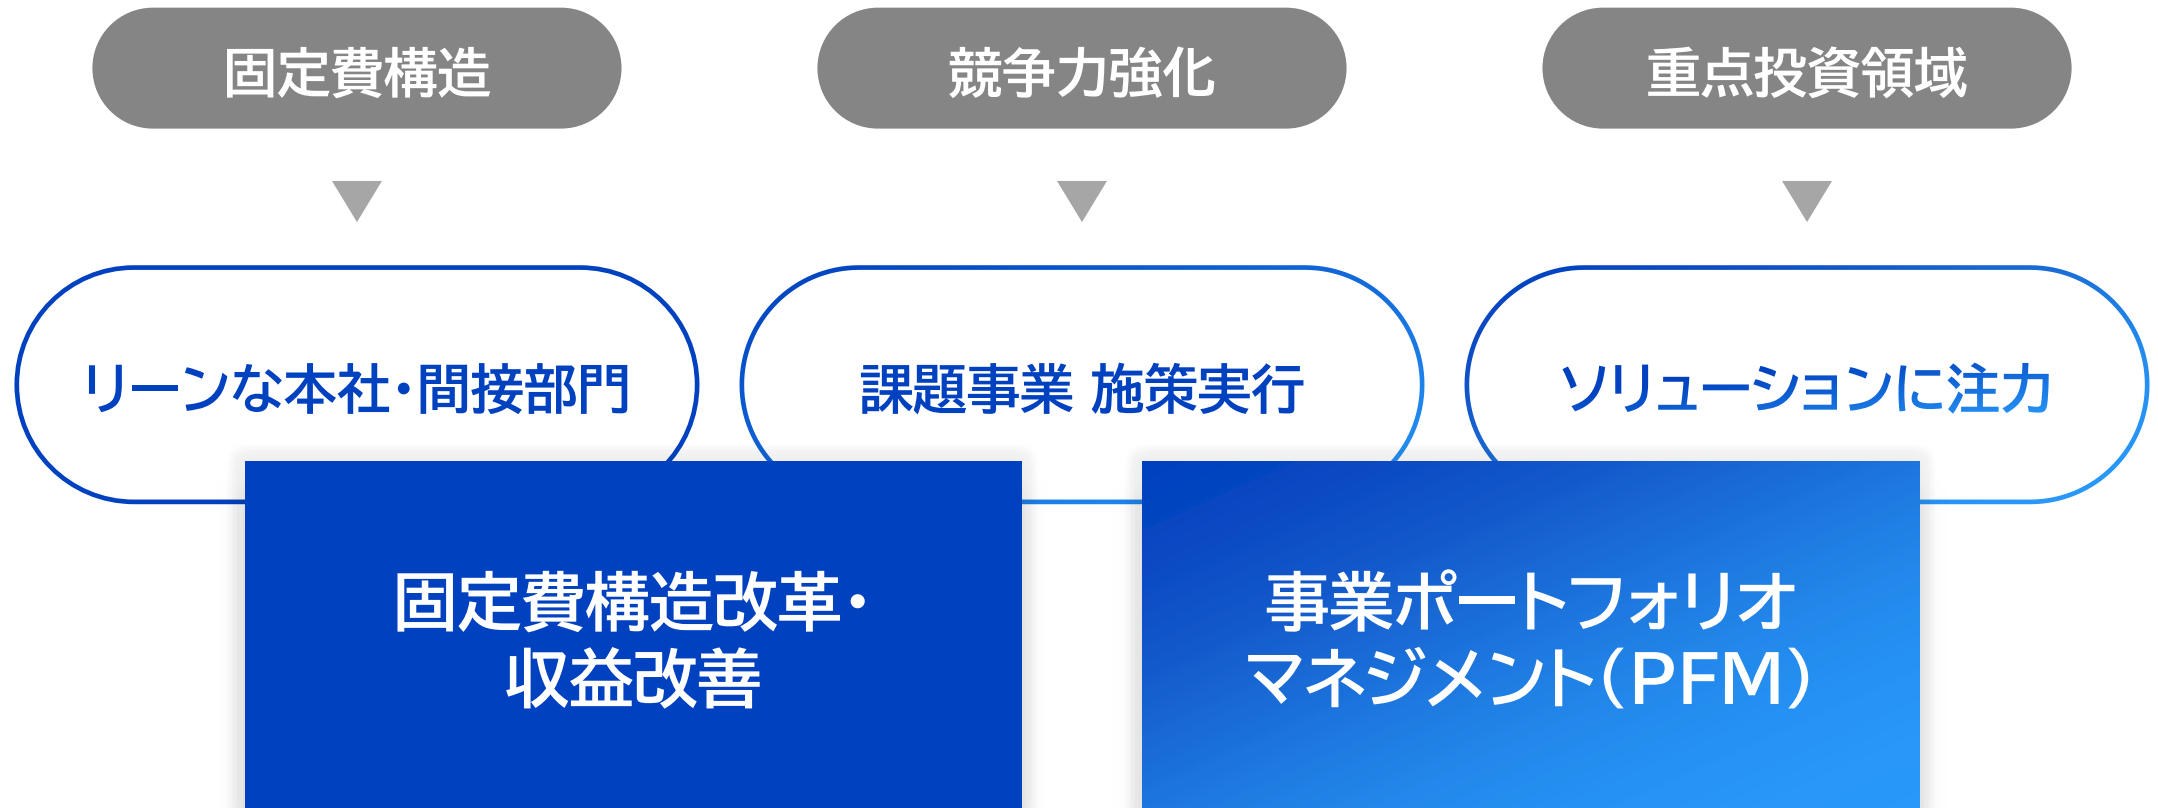 固定費構造
競争力強化
重点投資領域
リーンな本社・間接部門
課題事業 施策実行
ソリューションに注力
固定費構造改革・
収益改善
事業ポートフォリオ
マネジメント(PFM)